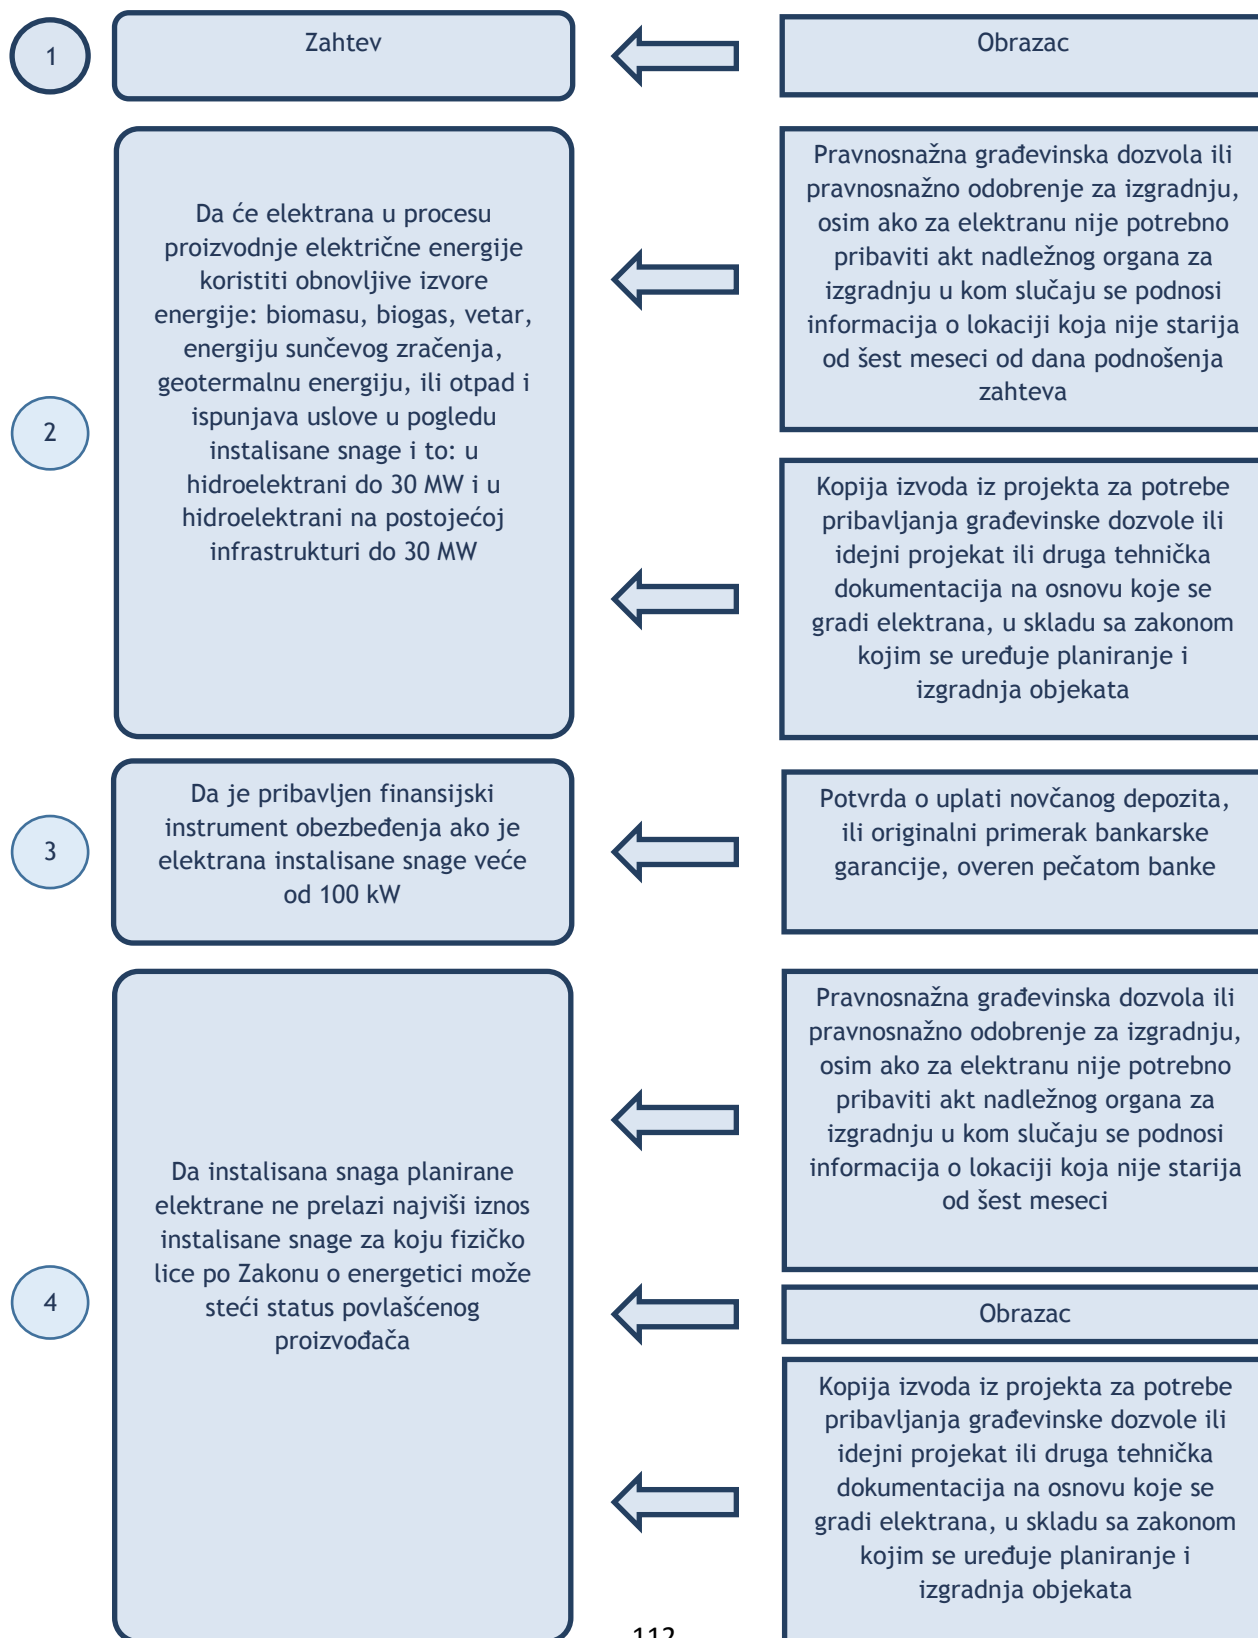 1
Zahtev
Obrazac
2
Da će elektrana u procesu
proizvodnje električne energije
koristiti obnovljive izvore
energije: biomasu, biogas, vetar,
energiju sunčevog zračenja,
geotermalnu energiju, ili otpad i
ispunjava uslove u pogledu
instalisane snage i to: u
hidroelektrani do 30 MW i u
hidroelektrani na postojećoj
infrastrukturi do 30 MW
Pravnosnažna građevinska dozvola ili
pravnosnažno odobrenje za izgradnju,
osim ako za elektranu nije potrebno
pribaviti akt nadležnog organa za
izgradnju u kom slučaju se podnosi
informacija o lokaciji koja nije starija
od šest meseci od dana podnošenja
zahteva
Kopija izvoda iz projekta za potrebe
pribavljanja građevinske dozvole ili
idejni projekat ili druga tehnička
dokumentacija na osnovu koje se
gradi elektrana, u skladu sa zakonom
kojim se uređuje planiranje i
izgradnja objekata
3
Da je pribavljen finansijski
instrument obezbeđenja ako je
elektrana instalisane snage veće
od 100 kW
Potvrda o uplati novčanog depozita,
ili originalni primerak bankarske
garancije, overen pečatom banke
4
Da instalisana snaga planirane
elektrane ne prelazi najviši iznos
instalisane snage za koju fizičko
lice po Zakonu o energetici može
steći status povlašćenog
proizvođača
Pravnosnažna građevinska dozvola ili
pravnosnažno odobrenje za izgradnju,
osim ako za elektranu nije potrebno
pribaviti akt nadležnog organa za
izgradnju u kom slučaju se podnosi
informacija o lokaciji koja nije starija
od šest meseci
Obrazac
Kopija izvoda iz projekta za potrebe
pribavljanja građevinske dozvole ili
idejni projekat ili druga tehnička
dokumentacija na osnovu koje se
gradi elektrana, u skladu sa zakonom
kojim se uređuje planiranje i
izgradnja objekata
112